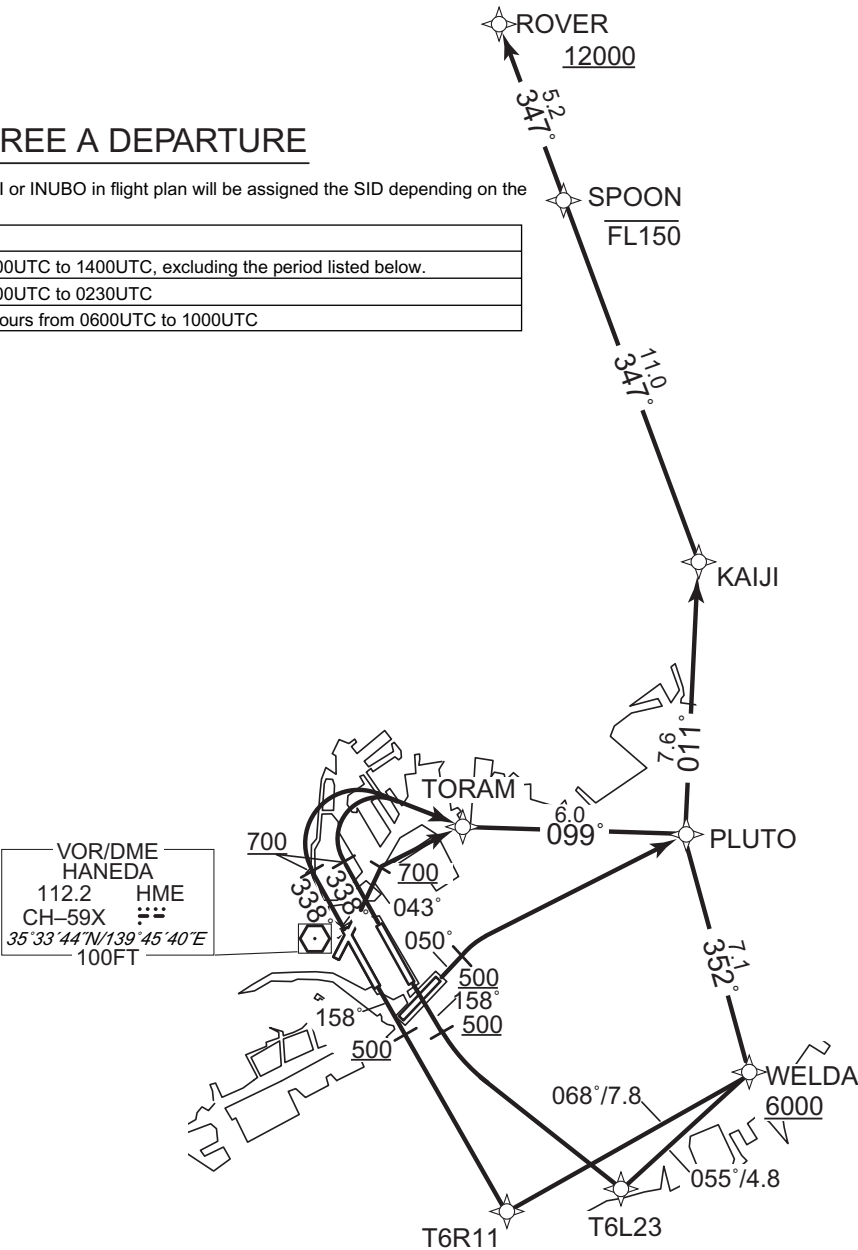 ROVER
12000
5.2
347°
REE A DEPARTURE
I or INUBO in flight plan will be assigned the SID depending on the
SPOON
FL150
00UTC to 1400UTC, excluding the period listed below.
00UTC to 0230UTC
ours from 0600UTC to 1000UTC
11.0
347°
KAIJI
7.6
011°
TORAM
6.0
099°
PLUTO
700
700
338°
338°
043°
VOR/DME
HANEDA
112.2 HME
CH–59X
35°33′44″N/139°45′40″E
100FT
050°
500
7.1
352°
158°
158°
500
500
WELDA
6000
068°/7.8
055°/4.8
T6R11
T6L23